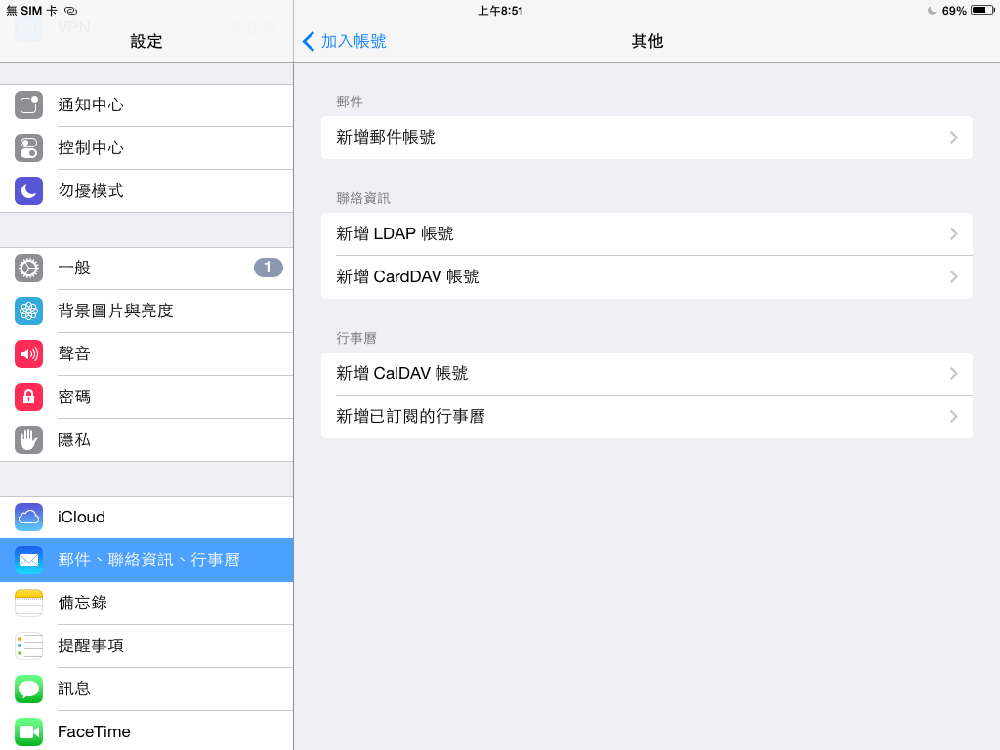 無 SIM 卡
上午8:51
69%
VPN
設定
通知中心
控制中心
勿擾模式
一般
1
背景圖片與亮度
聲音
密碼
隱私
iCloud
郵件、聯絡資訊、行事曆
備忘錄
提醒事項
訊息
FaceTime
加入帳號
其他
郵件
新增郵件帳號
聯絡資訊
新增 LDAP 帳號
新增 CardDAV 帳號
行事曆
新增 CalDAV 帳號
新增已訂閱的行事曆